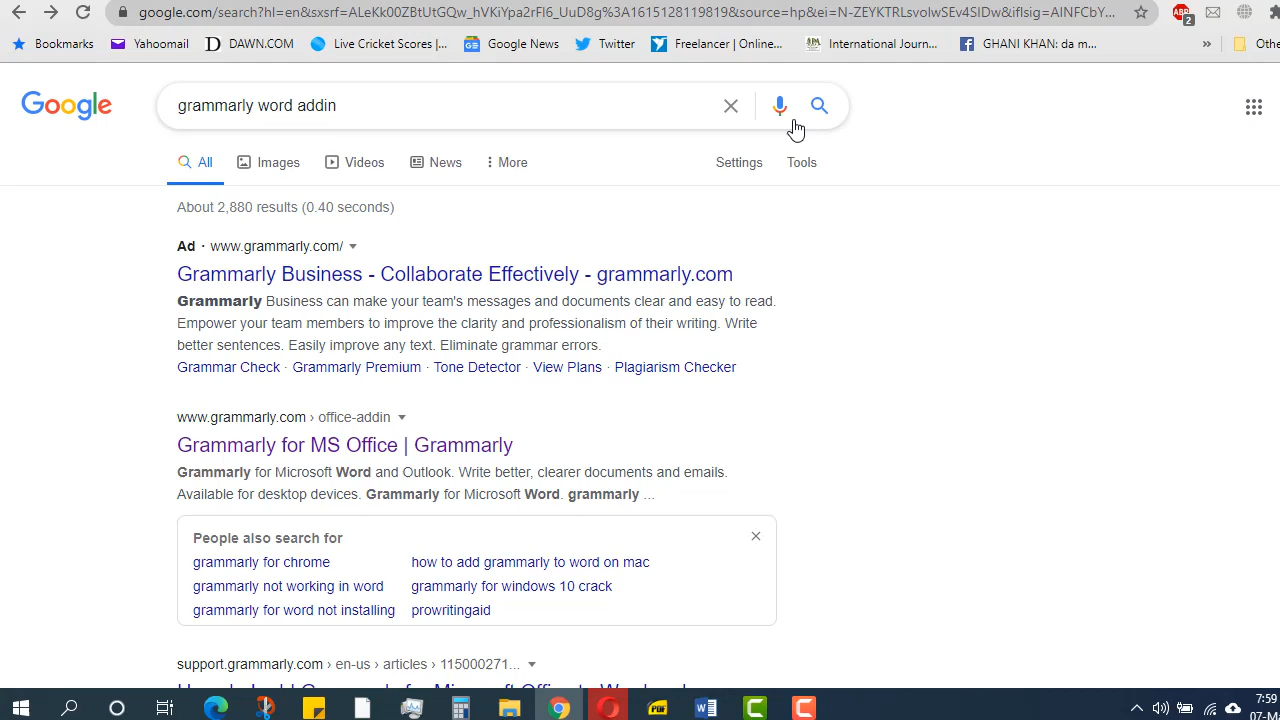 google.com/search?hl=en&sxsrf=ALeKk00ZBtUtGQw_hVKiYpa2rFl6_UuD8g%3A1615128119819&source=hp&ei=N-ZEYKTRLsvolwSEv4SIDw&iflsig=AINFCbY...
ABP 2
Bookmarks Yahoomail D DAWN.COM Live Cricket Scores |... Google News Twitter Freelancer | Online... International Journ... GHANI KHAN: da m... » Othe
Google grammarly word addin
All Images Videos News More Settings Tools
About 2,880 results (0.40 seconds)
Ad · www.grammarly.com/
Grammarly Business - Collaborate Effectively - grammarly.com
Grammarly Business can make your team's messages and documents clear and easy to read.
Empower your team members to improve the clarity and professionalism of their writing. Write
better sentences. Easily improve any text. Eliminate grammar errors.
Grammar Check · Grammarly Premium · Tone Detector · View Plans · Plagiarism Checker
www.grammarly.com › office-addin
Grammarly for MS Office | Grammarly
Grammarly for Microsoft Word and Outlook. Write better, clearer documents and emails.
Available for desktop devices. Grammarly for Microsoft Word. grammarly ...
People also search for
grammarly for chrome how to add grammarly to word on mac
grammarly not working in word grammarly for windows 10 crack
grammarly for word not installing prowritingaid
support.grammarly.com › en-us › articles › 115000271...
PDF 7:59
07-M